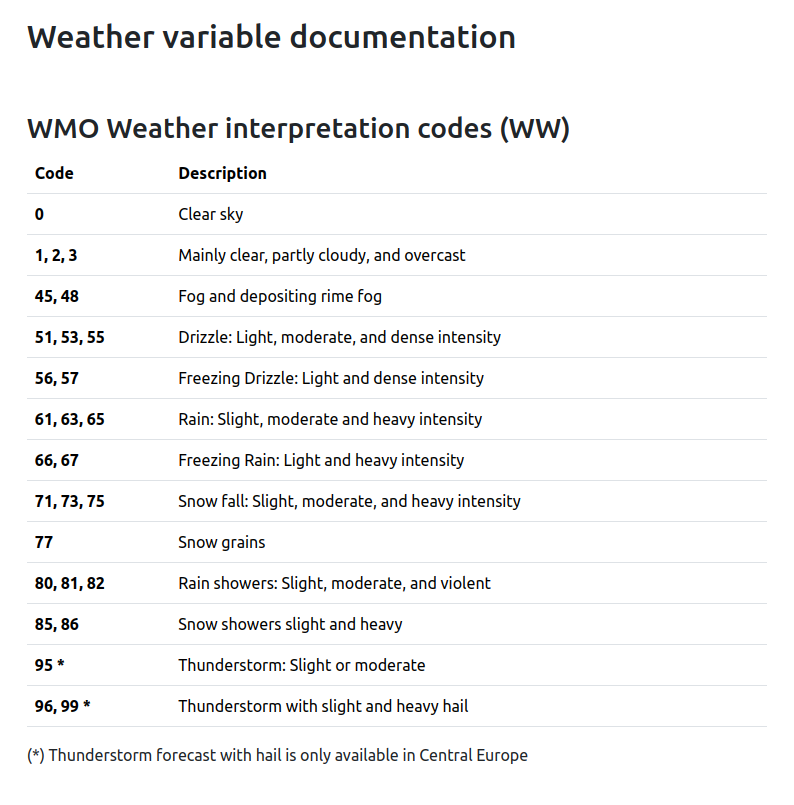 Weather variable documentation
WMO Weather interpretation codes (WW)
Code Description
0 Clear sky
1, 2, 3 Mainly clear, partly cloudy, and overcast
45, 48 Fog and depositing rime fog
51, 53, 55 Drizzle: Light, moderate, and dense intensity
56, 57 Freezing Drizzle: Light and dense intensity
61, 63, 65 Rain: Slight, moderate and heavy intensity
66, 67 Freezing Rain: Light and heavy intensity
71, 73, 75 Snow fall: Slight, moderate, and heavy intensity
77 Snow grains
80, 81, 82 Rain showers: Slight, moderate, and violent
85, 86 Snow showers slight and heavy
95 * Thunderstorm: Slight or moderate
96, 99 * Thunderstorm with slight and heavy hail
(*) Thunderstorm forecast with hail is only available in Central Europe